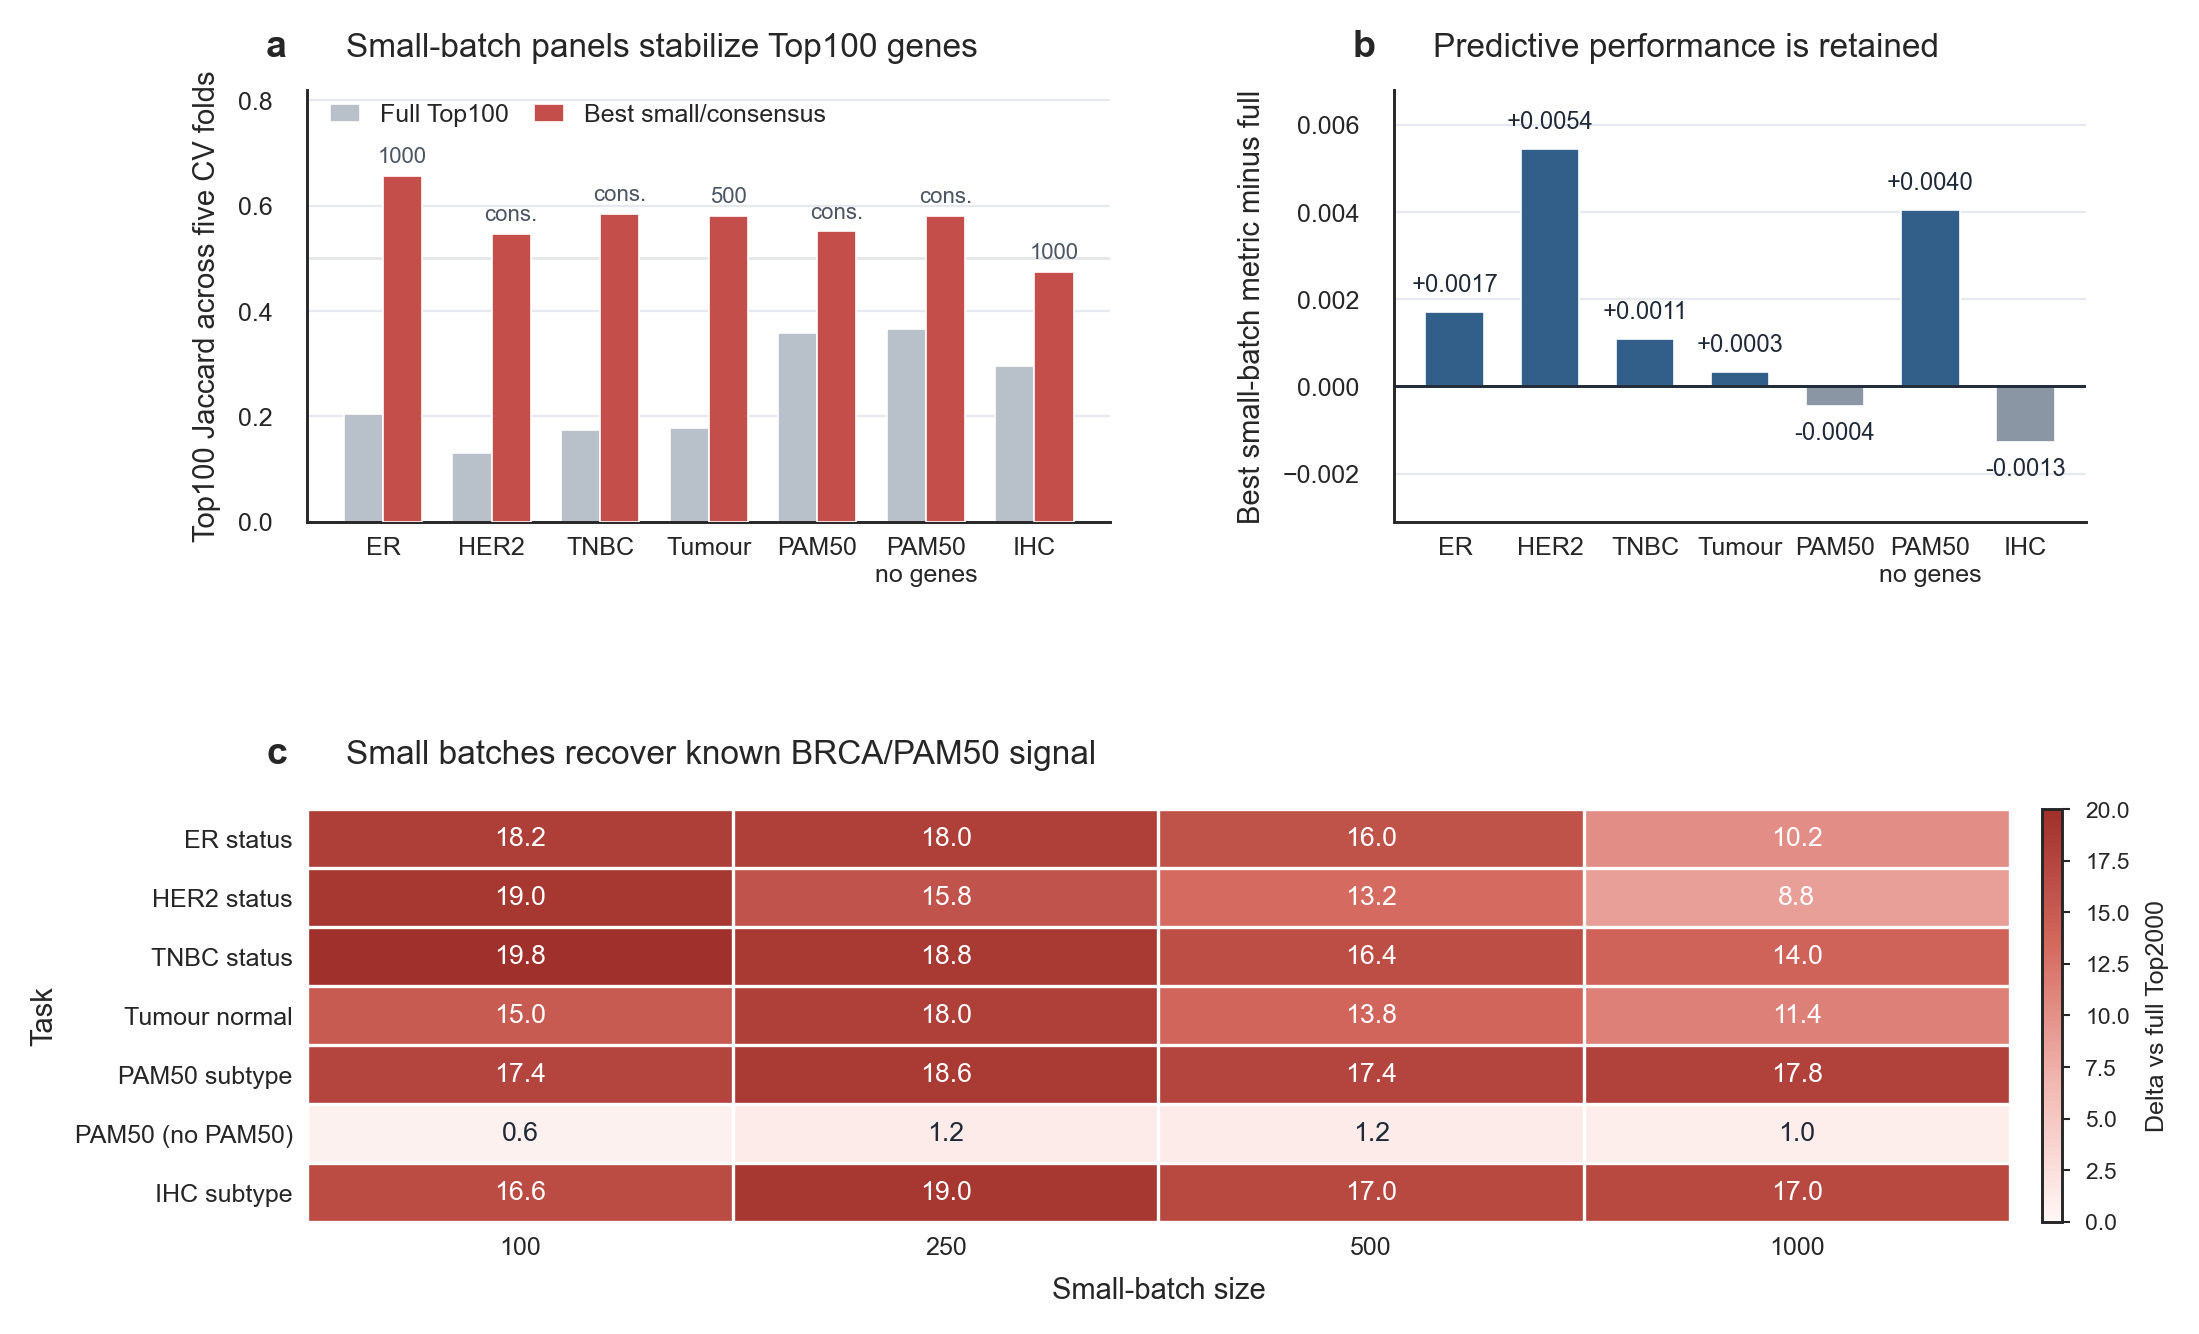 a Small-batch panels stabilize Top100 genes
Top100 Jaccard across five CV folds
0.8
0.6
0.4
0.2
0.0
Full Top100
Best small/consensus
1000
cons.
cons.
500
cons.
cons.
1000
ER
HER2
TNBC
Tumour
PAM50
PAM50
no genes
IHC
b Predictive performance is retained
Best small-batch metric minus full
0.006
0.004
0.002
0.000
−0.002
+0.0017
+0.0054
+0.0011
+0.0003
-0.0004
+0.0040
-0.0013
ER
HER2
TNBC
Tumour
PAM50
PAM50
no genes
IHC
c Small batches recover known BRCA/PAM50 signal
Task
ER status 18.2 18.0 16.0 10.2
HER2 status 19.0 15.8 13.2 8.8
TNBC status 19.8 18.8 16.4 14.0
Tumour normal 15.0 18.0 13.8 11.4
PAM50 subtype 17.4 18.6 17.4 17.8
PAM50 (no PAM50) 0.6 1.2 1.2 1.0
IHC subtype 16.6 19.0 17.0 17.0
100 250 500 1000
Small-batch size
20.0
17.5
15.0
12.5
10.0
7.5
5.0
2.5
0.0
Delta vs full Top2000